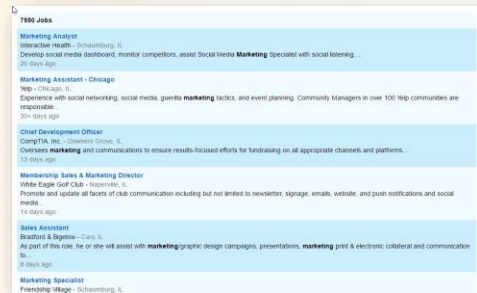 7550 Jobs
Marketing Analyst
Interactive Health - Schaumburg, IL
Develop social media dashboard, monitor competitors, assist Social Media Marketing Specialist with social listening....
26 days ago
Marketing Assistant - Chicago
Yelp - Chicago, IL
Experience with social networking, social media, guerilla marketing tactics, and event planning. Community Managers in over 100 Yelp communities are
responsible...
30+ days ago
Chief Development Officer
CompTIA, Inc. - Downers Grove, IL
Oversees marketing and communications to ensure results-focused efforts for fundraising on all appropriate channels and platforms....
13 days ago
Membership Sales & Marketing Director
White Eagle Golf Club - Naperville, IL
Promote and update all facets of club communication including but not limited to newsletter, signage, emails, website, and push notifications and social
media...
14 days ago
Sales Assistant
Bradford & Bigelow - Cary, IL
As part of this role, he or she will assist with marketing/graphic design campaigns, presentations, marketing print & electronic collateral and communication
to...
8 days ago
Marketing Specialist
Friendship Village - Schaumburg, IL